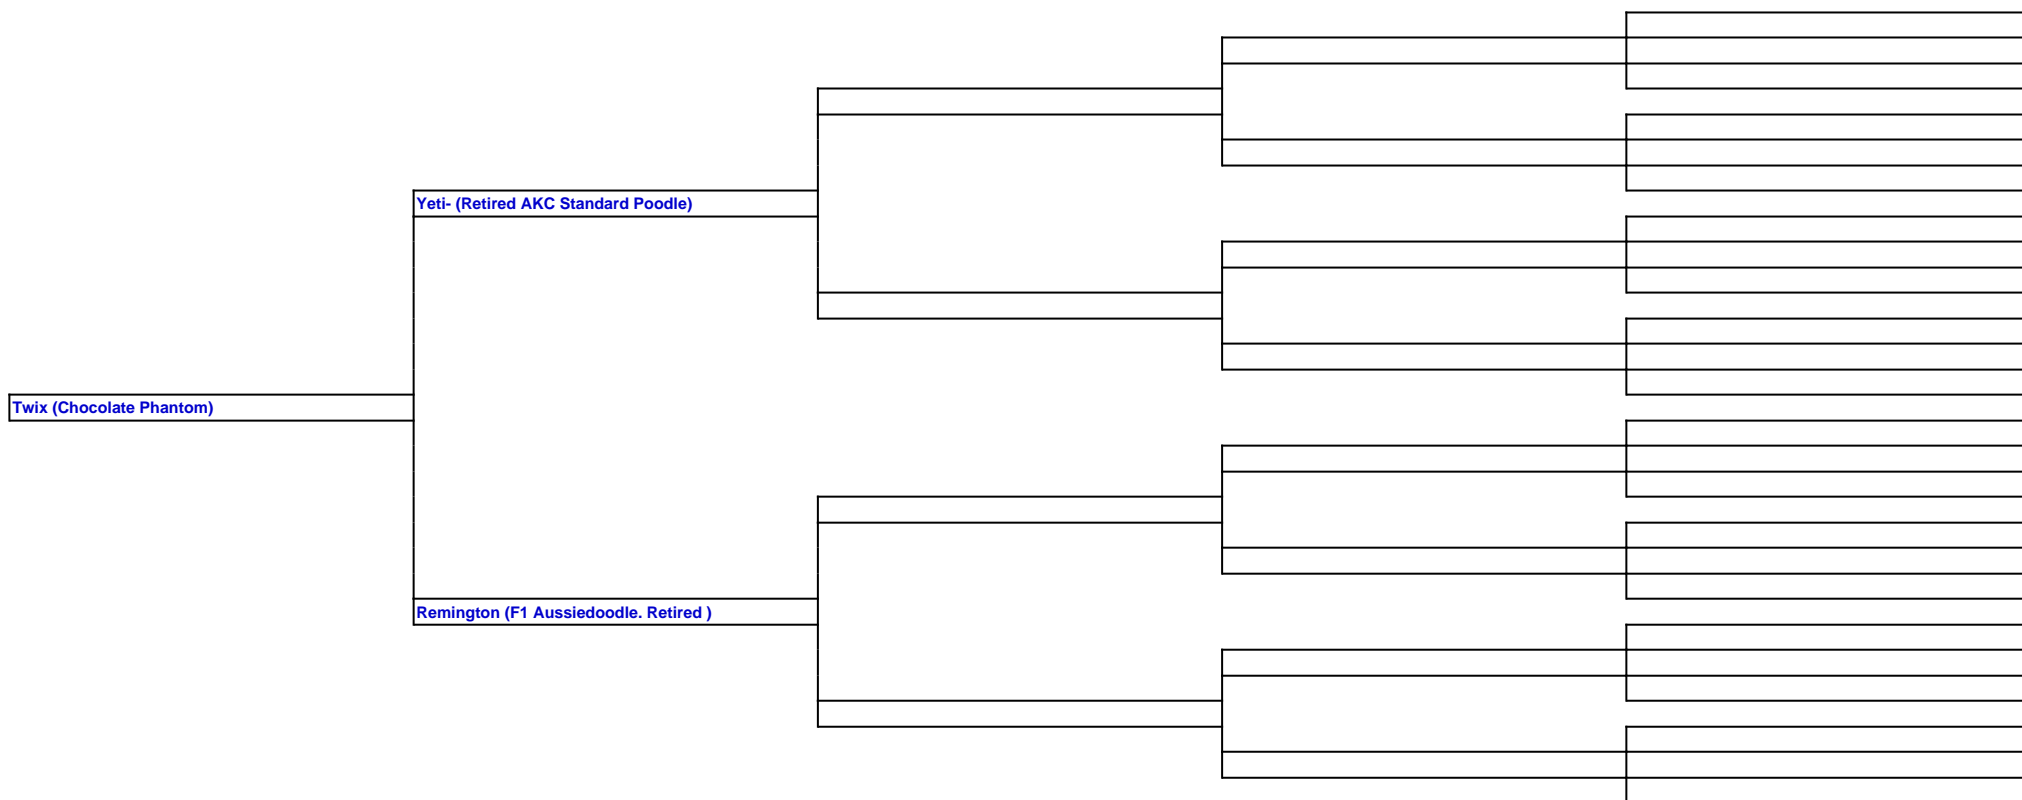 Yeti- (Retired AKC Standard Poodle)
Twix (Chocolate Phantom)
Remington (F1 Aussiedoodle. Retired )